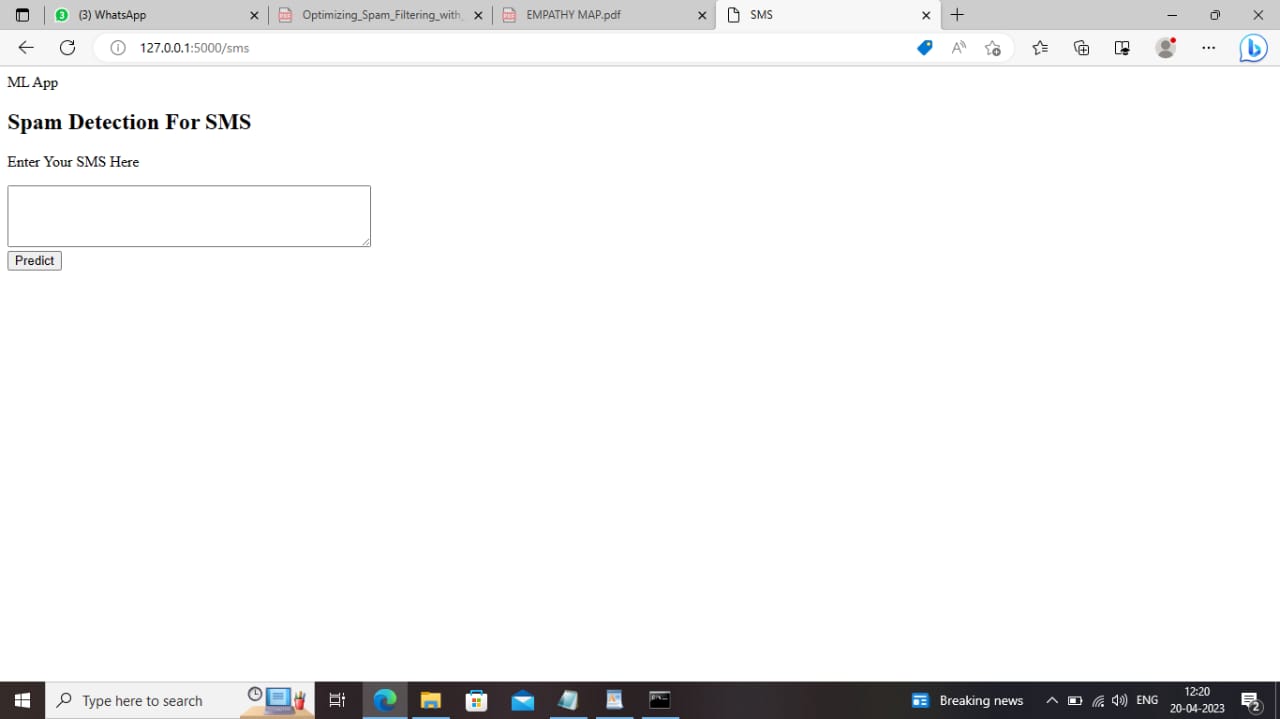 (3) WhatsApp
Optimizing_Spam_Filtering_with_
EMPATHY MAP.pdf
SMS
127.0.0.1:5000/sms
ML App
Spam Detection For SMS
Enter Your SMS Here
Predict
Type here to search
Breaking news
ENG
12:20
20-04-2023
2